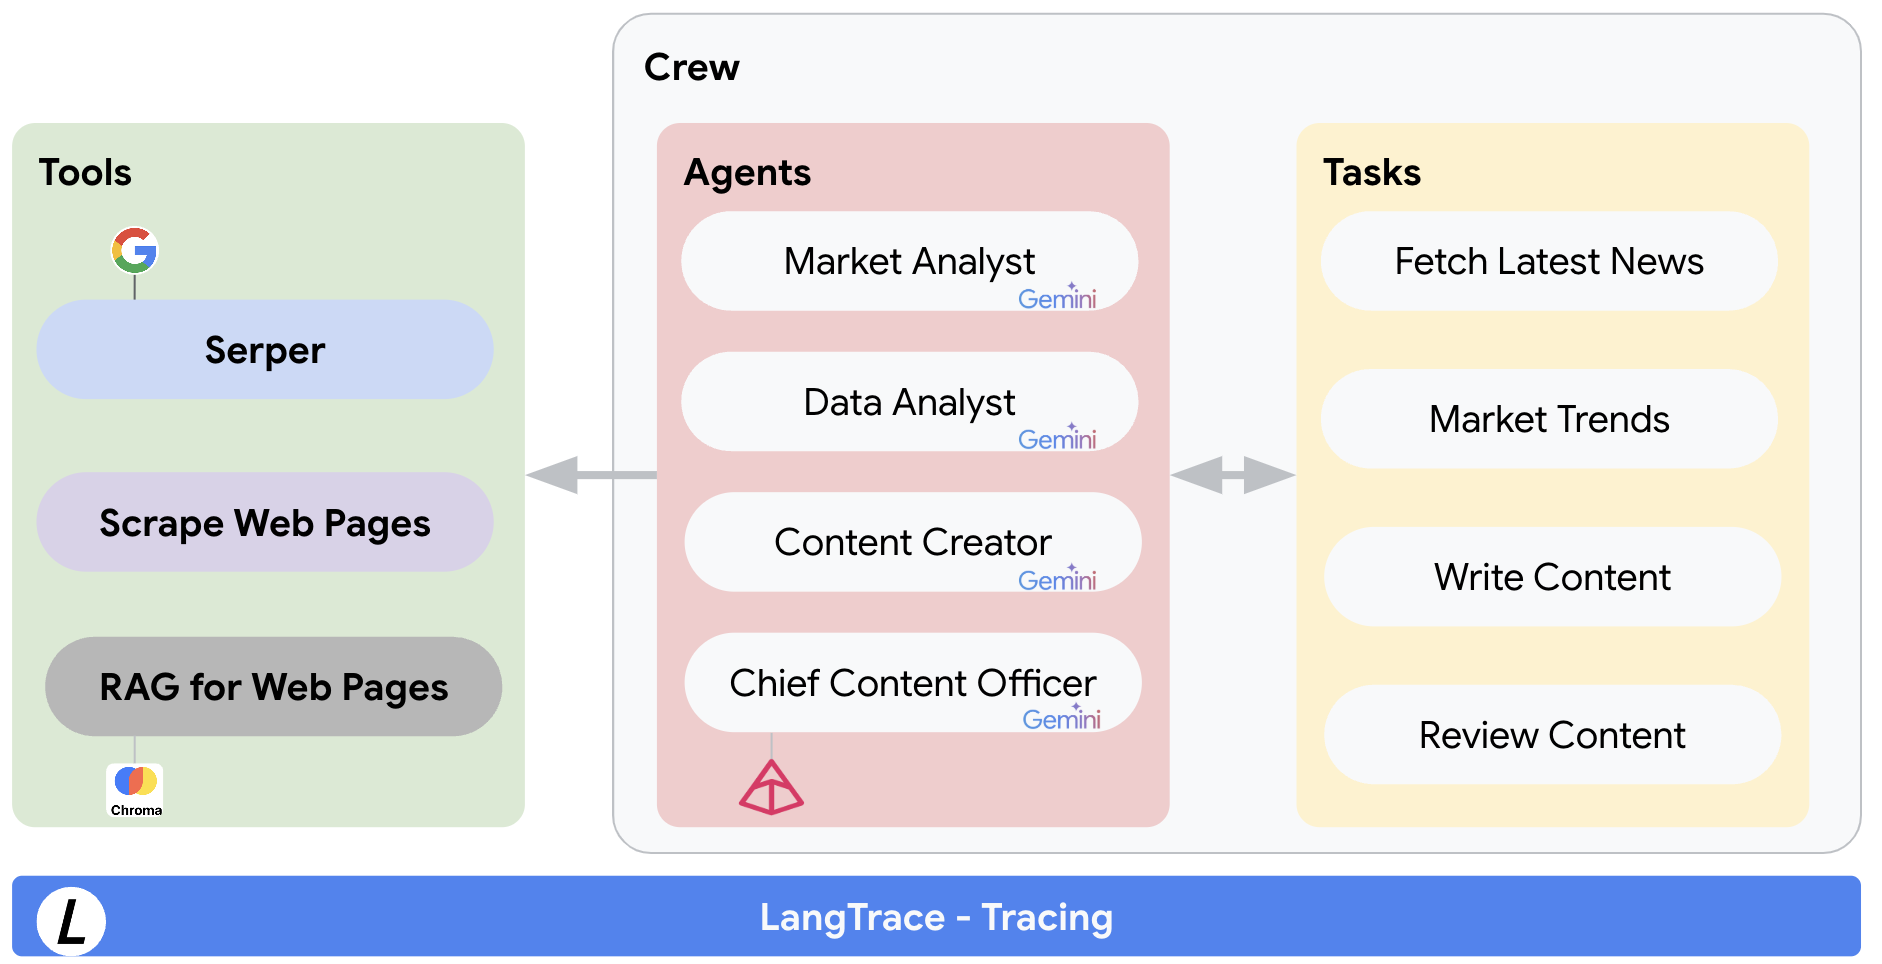 Crew
Tools
Serper
Scrape Web Pages
RAG for Web Pages
Chroma
Agents
Market Analyst
Gemini
Data Analyst
Gemini
Content Creator
Gemini
Chief Content Officer
Gemini
Tasks
Fetch Latest News
Market Trends
Write Content
Review Content
L
LangTrace - Tracing